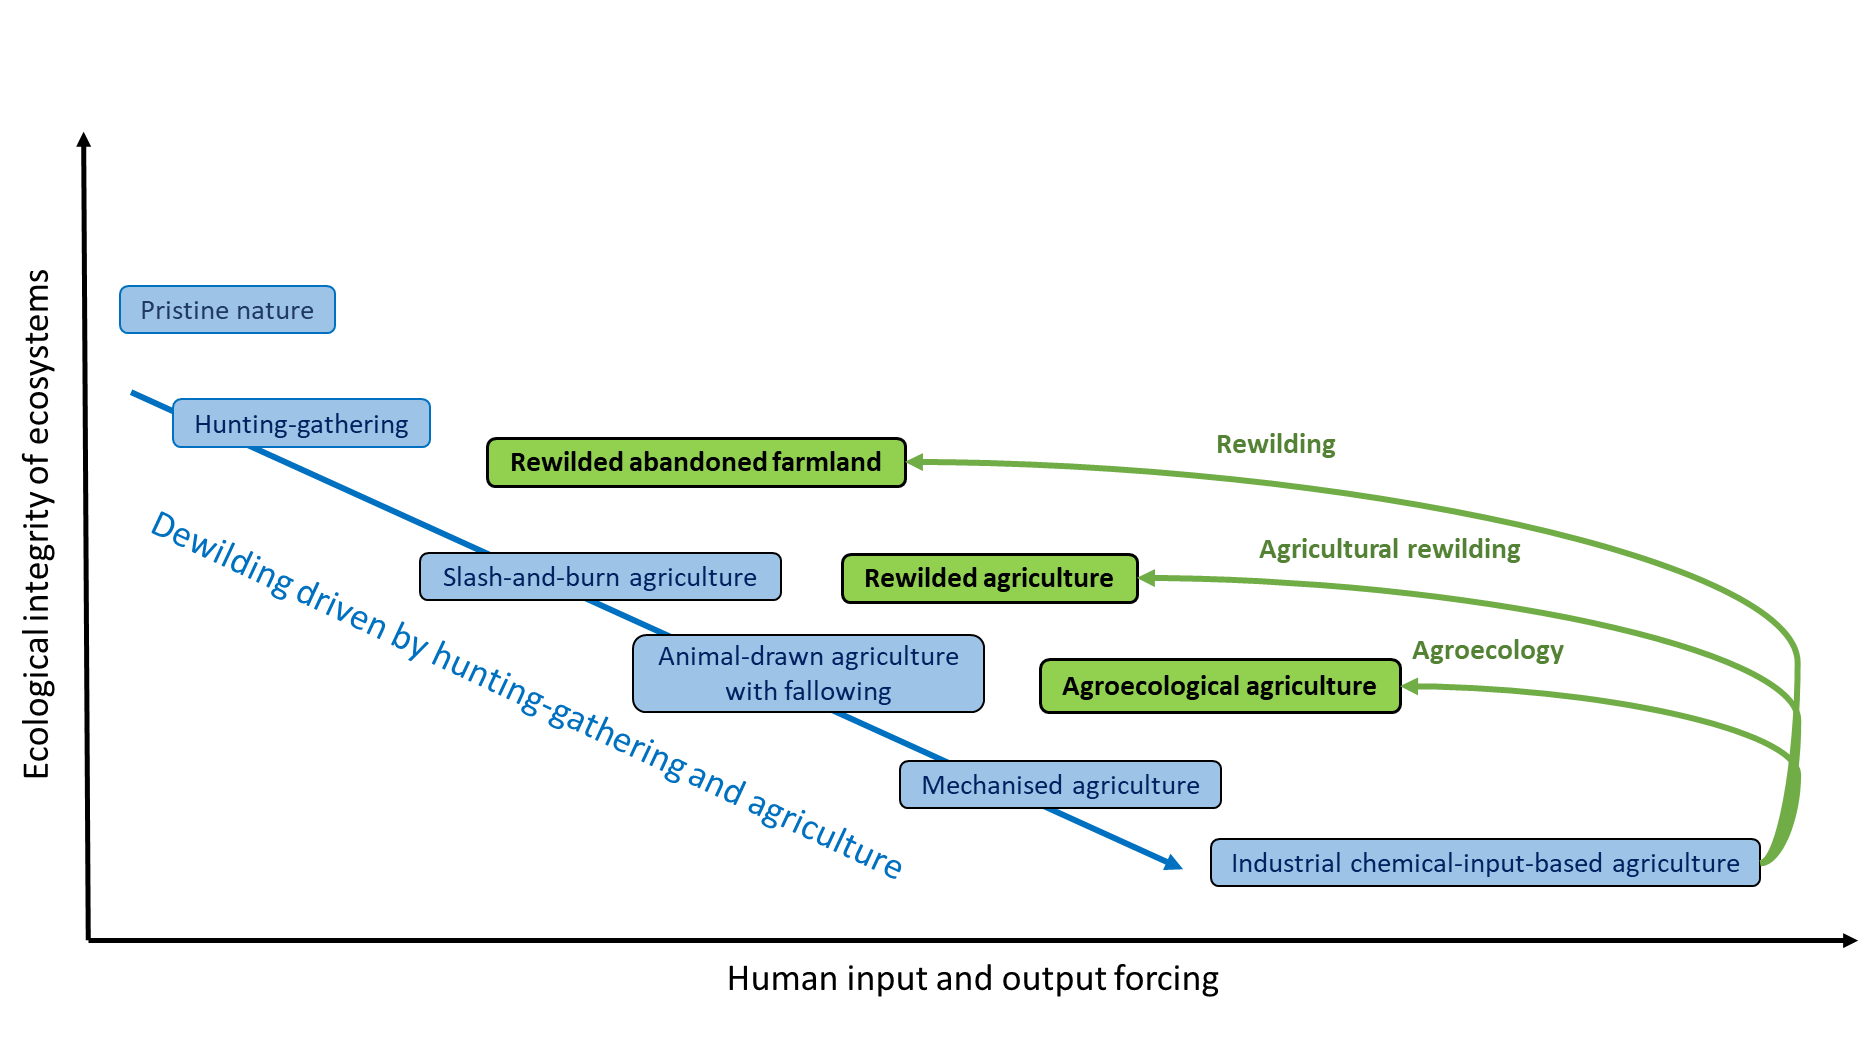 Ecological integrity of ecosystems
Pristine nature
Hunting-gathering
Rewilded abandoned farmland
Rewilding
Dewilding driven by hunting-gathering and agriculture
Slash-and-burn agriculture
Rewilded agriculture
Agricultural rewilding
Animal-drawn agriculture
with fallowing
Agroecological agriculture
Agroecology
Mechanised agriculture
Industrial chemical-input-based agriculture
Human input and output forcing